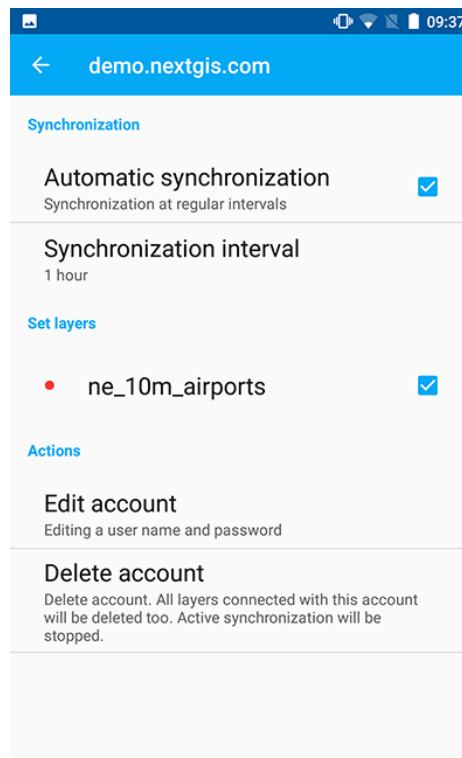 09:37
demo.nextgis.com
Synchronization
Automatic synchronization
Synchronization at regular intervals
Synchronization interval
1 hour
Set layers
ne_10m_airports
Actions
Edit account
Editing a user name and password
Delete account
Delete account. All layers connected with this account
will be deleted too. Active synchronization will be
stopped.